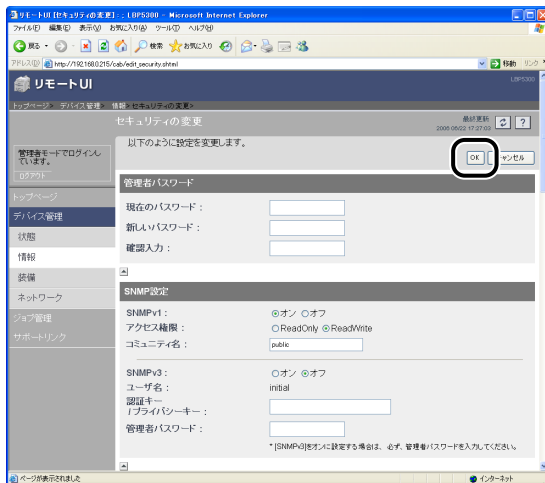 リモートUI [セキュリティの変更] : ; LBP5300 - Microsoft Internet Explorer
ファイル(F) 編集(E) 表示(V) お気に入り(A) ツール(T) ヘルプ(H)
戻る 検索 お気に入り
アドレス(D) http://192.168.0.215/cab/edit_security.shtml 移動 リンク
リモートUI LBP5300
トップページ> デバイス管理> 情報>セキュリティの変更>
セキュリティの変更 最終更新
2006 06/22 17:27:02
以下のように設定を変更します。
OK キャンセル
管理者モードでログインし
ています。
ログアウト
トップページ
デバイス管理
状態
情報
装備
ネットワーク
ジョブ管理
サポートリンク
管理者パスワード
現在のパスワード：
新しいパスワード：
確認入力：
SNMP設定
SNMPv1： オン オフ
アクセス権限： ReadOnly ReadWrite
コミュニティ名： public
SNMPv3： オン オフ
ユーザ名： initial
認証キー
/プライバシーキー：
管理者パスワード：
* [SNMPv3]をオンに設定する場合は、必ず、管理者パスワードを入力してください。
ページが表示されました インターネット